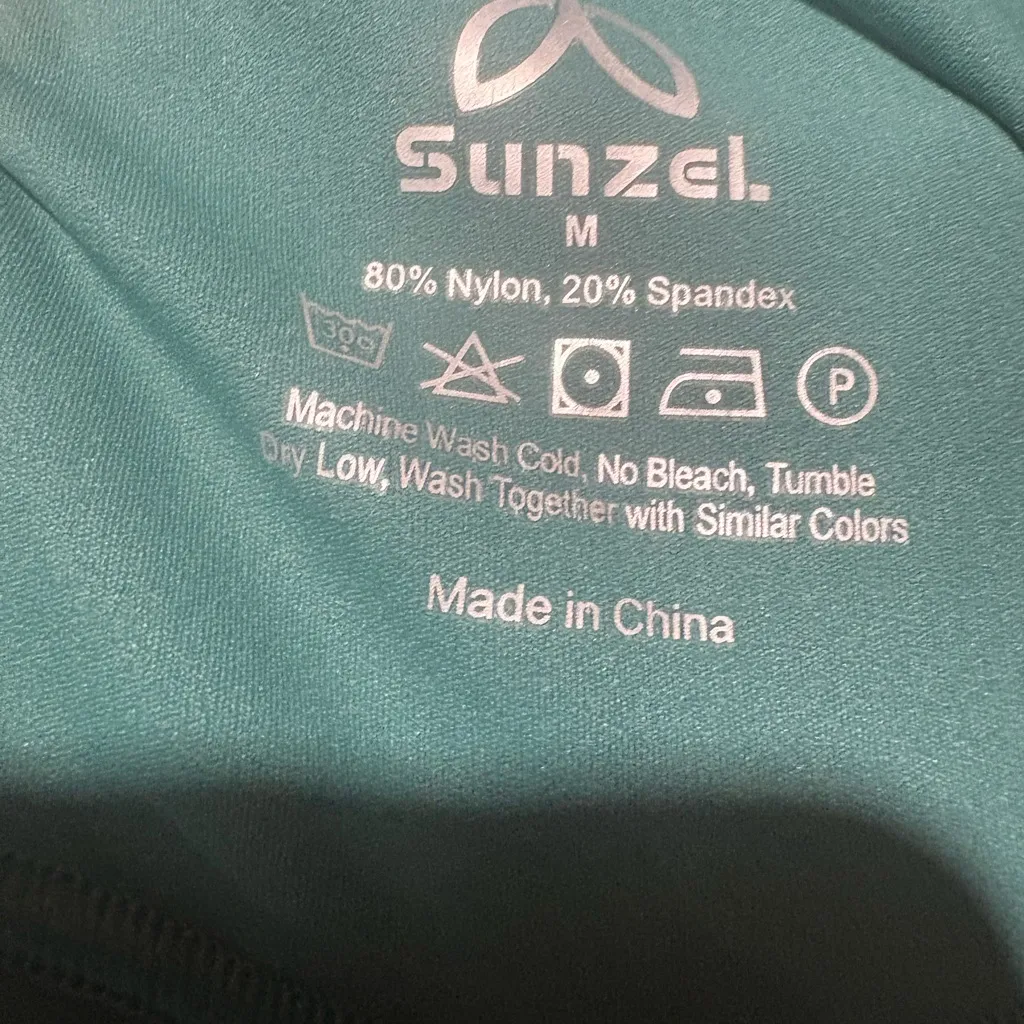 Sunzel
M
80% Nylon, 20% Spandex
30c P
Machine Wash Cold, No Bleach, Tumble
Dry Low, Wash Together with Similar Colors
Made in China